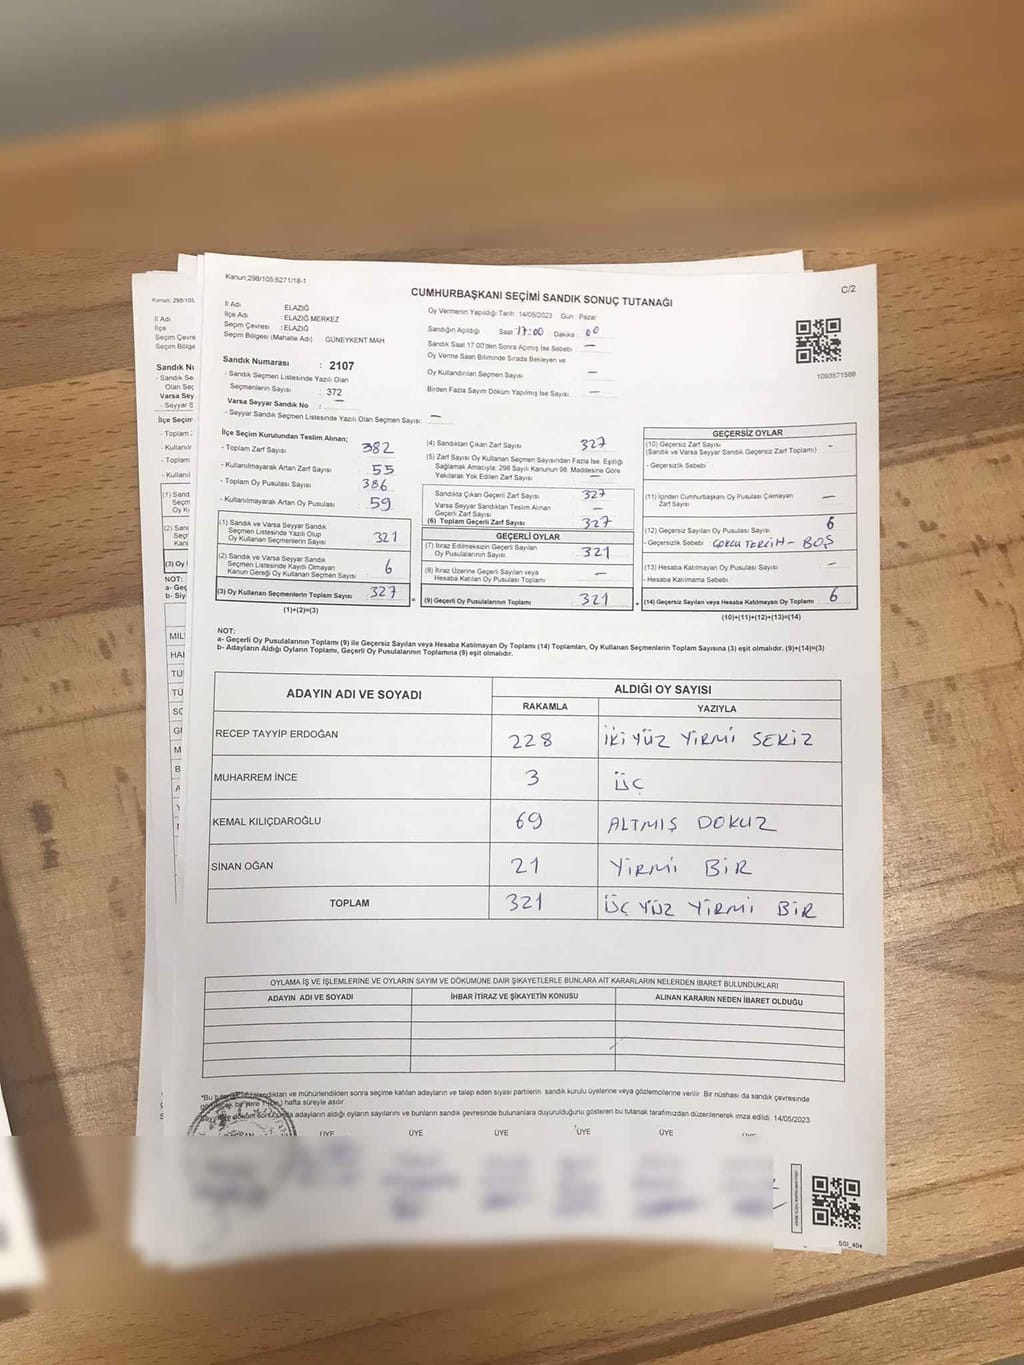 Kanun:298/105:6271/18-1
C/2
CUMHURBAŞKANI SEÇİMİ SANDIK SONUÇ TUTANAĞI
İl Adı : ELAZIĞ
İlçe Adı : ELAZIĞ MERKEZ
Seçim Çevresi : ELAZIĞ
Seçim Bölgesi (Mahalle Adı) GÜNEYKENT MAH
Sandık Numarası : 2107
- Sandık Seçmen Listesinde Yazılı Olan
Seçmenlerin Sayısı : 372
Varsa Seyyar Sandık No : —
- Seyyar Sandık Seçmen Listesinde Yazılı Olan Seçmen Sayısı: —
Oy Vermenin Yapıldığı Tarih: 14/05/2023 Gün : Pazar
Sandığın Açıldığı Saat 17:00 Dakika 00
Sandık Saat 17:00'den Sonra Açılmış İse Sebebi —
Oy Verme Saati Bitiminde Sırada Bekleyen ve
Oy Kullandırılan Seçmen Sayısı —
Birden Fazla Sayım Döküm Yapılmış İse Sayısı —
1093571588
İlçe Seçim Kurulundan Teslim Alınan;
- Toplam Zarf Sayısı 382
- Kullanılmayarak Artan Zarf Sayısı 55
- Toplam Oy Pusulası Sayısı 386
- Kullanılmayarak Artan Oy Pusulası 59
(1) Sandık ve Varsa Seyyar Sandık
Seçmen Listesinde Yazılı Olup
Oy Kullanan Seçmenlerin Sayısı 321
(2) Sandık ve Varsa Seyyar Sandık
Seçmen Listesinde Kayıtlı Olmayan
Kanun Gereği Oy Kullanan Seçmen Sayısı 6
(3) Oy Kullanan Seçmenlerin Toplam Sayısı 327
(1)+(2)=(3)
(4) Sandıktan Çıkan Zarf Sayısı 327
(5) Zarf Sayısı Oy Kullanan Seçmen Sayısından Fazla İse, Eşitliği
Sağlamak Amacıyla; 298 Sayılı Kanunun 98. Maddesine Göre
Yakılarak Yok Edilen Zarf Sayısı —
Sandıkta Çıkan Geçerli Zarf Sayısı 327
Varsa Seyyar Sandıktan Teslim Alınan
Geçerli Zarf Sayısı —
(6) Toplam Geçerli Zarf Sayısı 327
GEÇERLİ OYLAR
(7) İtiraz Edilmeksizin Geçerli Sayılan
Oy Pusulalarının Sayısı 321
(8) İtiraz Üzerine Geçerli Sayılan veya
Hesaba Katılan Oy Pusulası Toplamı —
= (9) Geçerli Oy Pusulalarının Toplamı 321
GEÇERSİZ OYLAR
(10) Geçersiz Zarf Sayısı
(Sandık ve Varsa Seyyar Sandık Geçersiz Zarf Toplamı) -
- Geçersizlik Sebebi
(11) İçinden Cumhurbaşkanı Oy Pusulası Çıkmayan
Zarf Sayısı —
(12) Geçersiz Sayılan Oy Pusulası Sayısı 6
- Geçersizlik Sebebi ÇOKLU TERCİH - BOŞ
(13) Hesaba Katılmayan Oy Pusulası Sayısı —
- Hesaba Katılmama Sebebi
+ (14) Geçersiz Sayılan veya Hesaba Katılmayan Oy Toplamı 6
(10)+(11)+(12)+(13)=(14)
NOT:
a- Geçerli Oy Pusulalarının Toplamı (9) ile Geçersiz Sayılan veya Hesaba Katılmayan Oy Toplamı (14) Toplamları, Oy Kullanan Seçmenlerin Toplam Sayısına (3) eşit olmalıdır. (9)+(14)=(3)
b- Adayların Aldığı Oyların Toplamı, Geçerli Oy Pusulalarının Toplamına (9) eşit olmalıdır.
ADAYIN ADI VE SOYADI ALDIĞI OY SAYISI
RAKAMLA YAZIYLA
RECEP TAYYİP ERDOĞAN 228 İKİ YÜZ YİRMİ SEKİZ
MUHARREM İNCE 3 ÜÇ
KEMAL KILIÇDAROĞLU 69 ALTMIŞ DOKUZ
SİNAN OĞAN 21 YİRMİ BİR
TOPLAM 321 ÜÇ YÜZ YİRMİ BİR
OYLAMA İŞ VE İŞLEMLERİNE VE OYLARIN SAYIM VE DÖKÜMÜNE DAİR ŞİKAYETLERLE BUNLARA AİT KARARLARIN NELERDEN İBARET BULUNDUKLARI
ADAYIN ADI VE SOYADI İHBAR İTİRAZ VE ŞİKAYETİN KONUSU ALINAN KARARIN NEDEN İBARET OLDUĞU
ve mühürlendikten sonra seçime katılan adayların ve talep eden siyasi partilerin sandık kurulu üyelerine veya gözlemcilerine verilir. Bir nüshası da sandık çevresinde
hafta süreyle asılır.
adayların aldığı oyların sayılarını ve bunların sandık çevresinde bulunanlara duyurulduğunu gösteren bu tutanak tarafımızdan düzenlenerek imza edildi. 14/05/2023
ÜYE ÜYE ÜYE ÜYE ÜYE
SSI_404